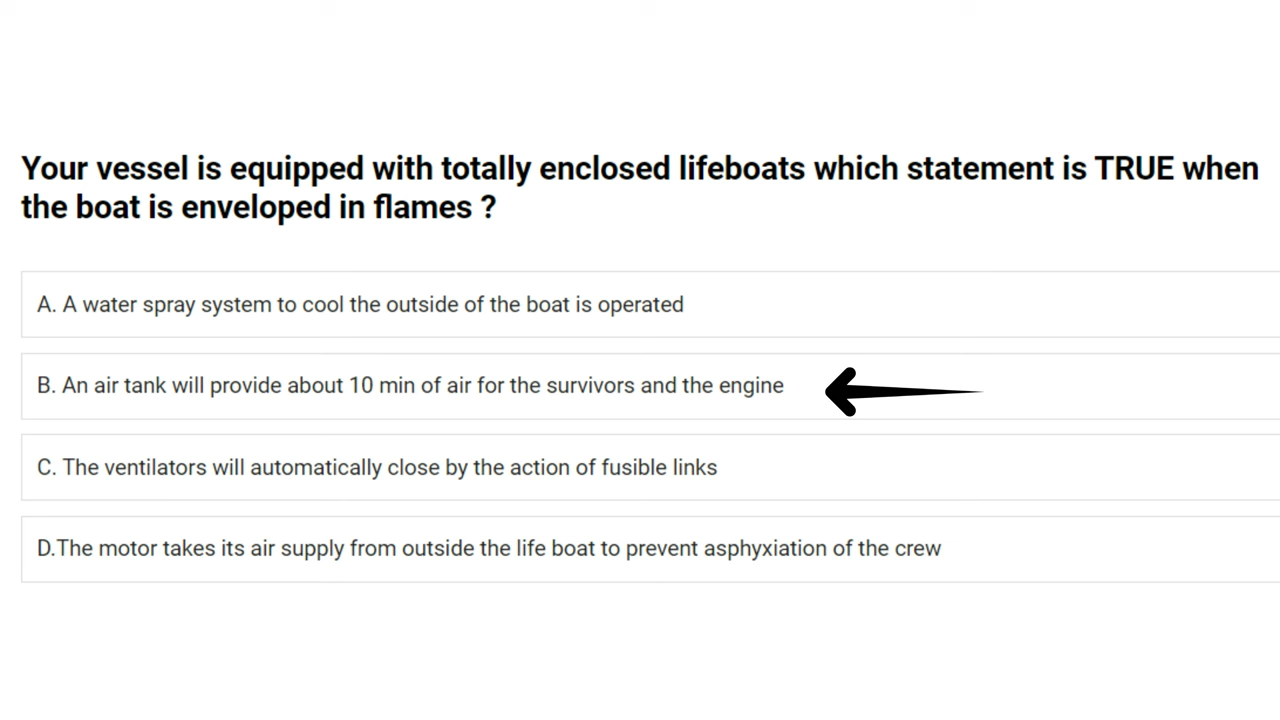 Your vessel is equipped with totally enclosed lifeboats which statement is TRUE when
the boat is enveloped in flames ?
A. A water spray system to cool the outside of the boat is operated
B. An air tank will provide about 10 min of air for the survivors and the engine
C. The ventilators will automatically close by the action of fusible links
D.The motor takes its air supply from outside the life boat to prevent asphyxiation of the crew